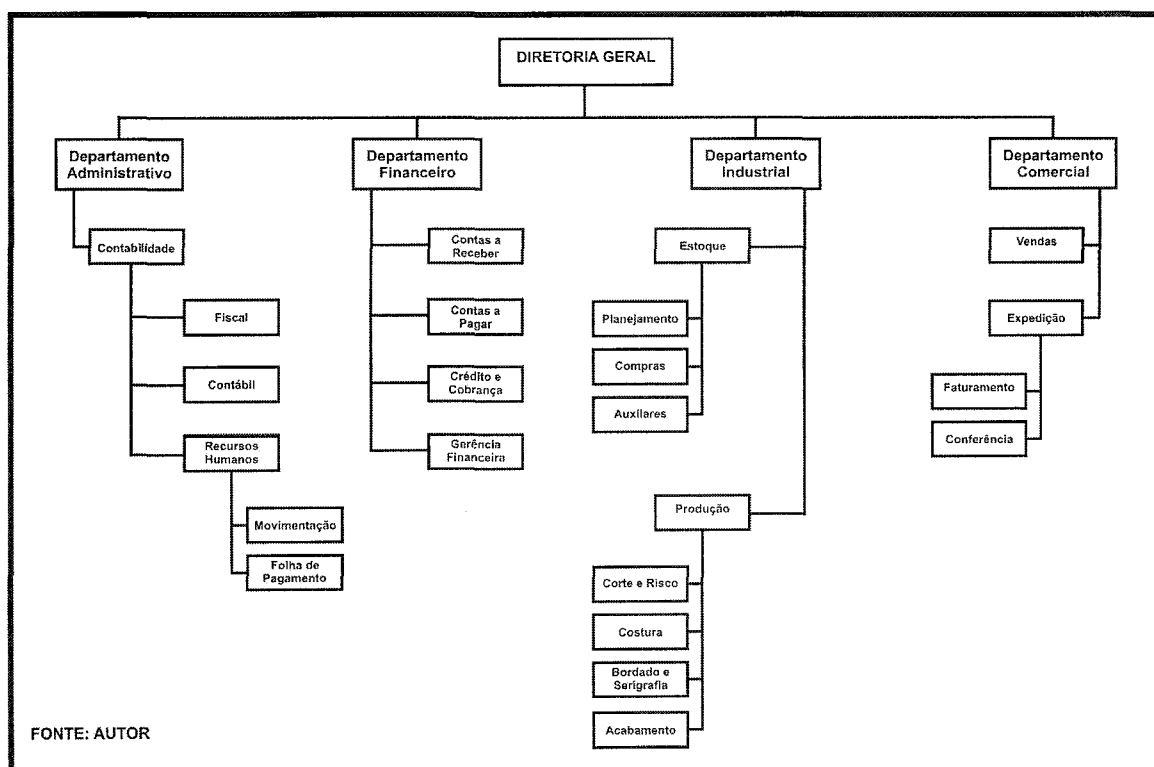 DIRETORIA GERAL
Departamento
Administrativo
Departamento
Financeiro
Departamento
Industrial
Departamento
Comercial
Contabilidade
Fiscal
Contábil
Recursos
Humanos
Movimentação
Folha de
Pagamento
Contas a
Receber
Contas a
Pagar
Crédito e
Cobrança
Gerência
Financeira
Estoque
Planejamento
Compras
Auxilares
Produção
Corte e Risco
Costura
Bordado e
Serigrafia
Acabamento
Vendas
Expedição
Faturamento
Conferência
FONTE: AUTOR